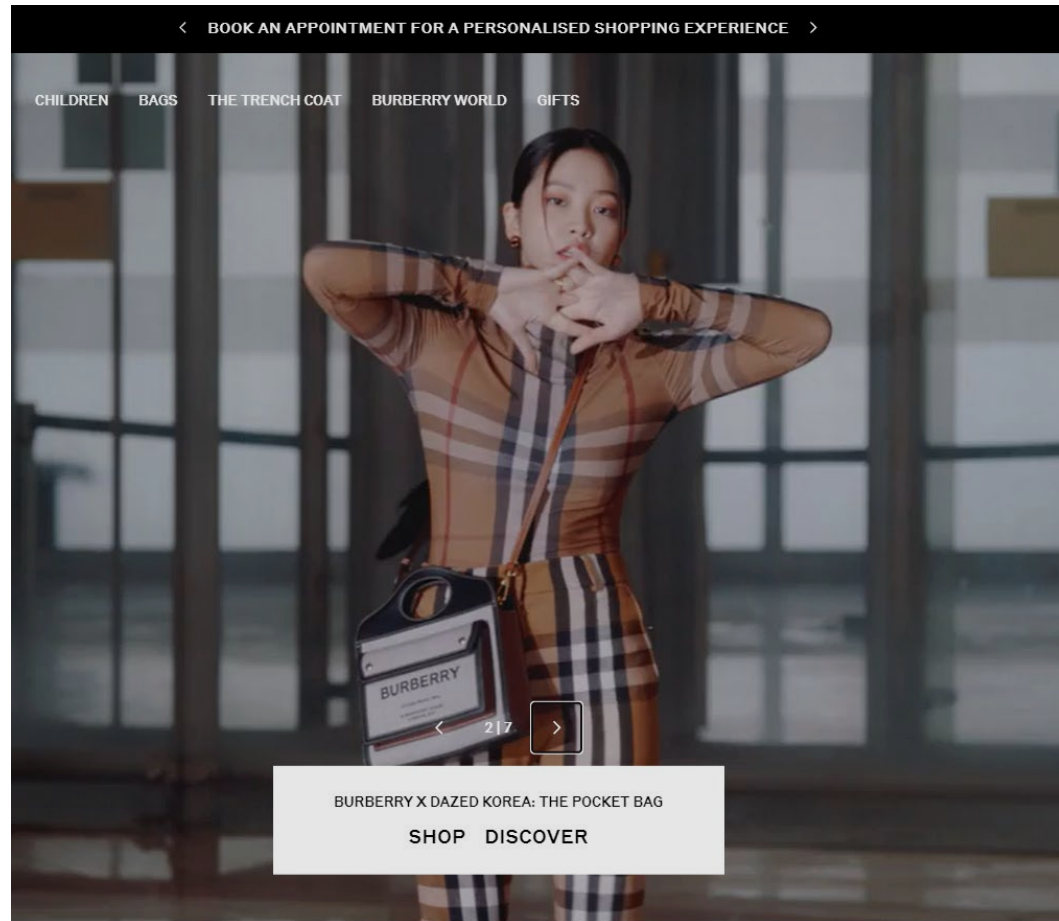 BOOK AN APPOINTMENT FOR A PERSONALISED SHOPPING EXPERIENCE
CHILDREN BAGS THE TRENCH COAT BURBERRY WORLD GIFTS
BURBERRY
2|7
BURBERRY X DAZED KOREA: THE POCKET BAG
SHOP DISCOVER